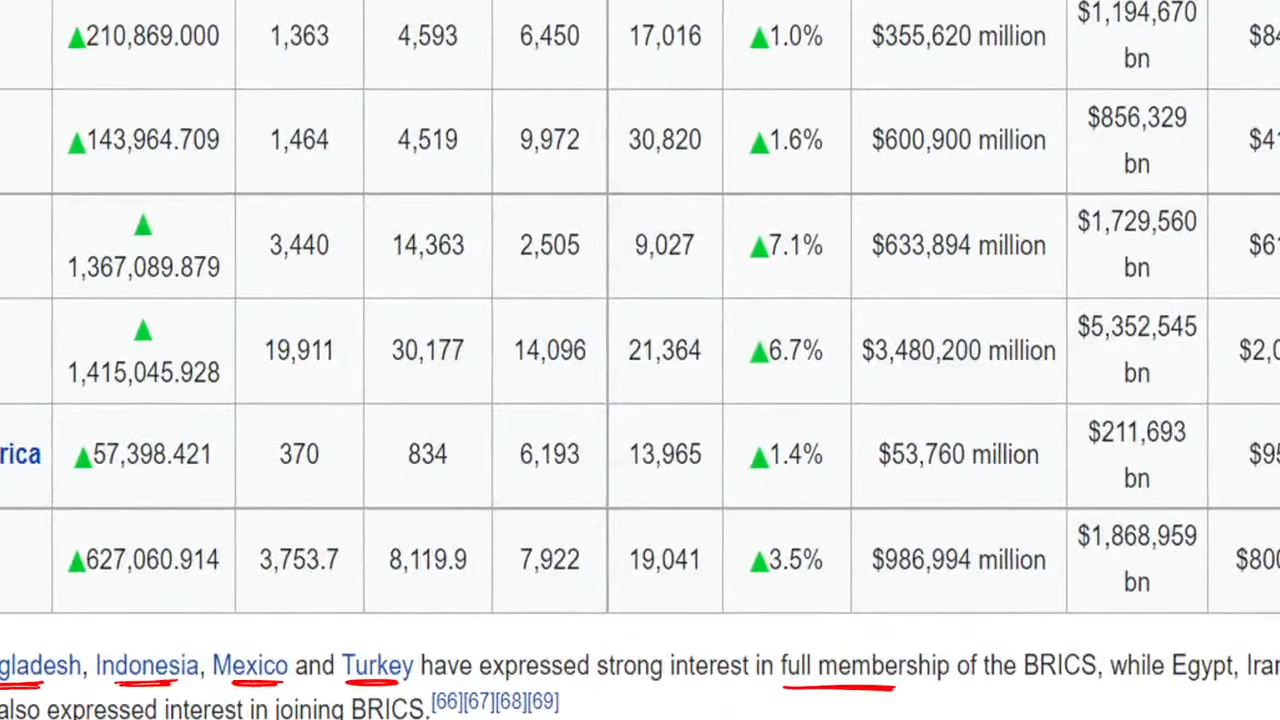 ▲210,869.000 1,363 4,593 6,450 17,016 ▲1.0% $355,620 million $1,194,670 bn $84
▲143,964.709 1,464 4,519 9,972 30,820 ▲1.6% $600,900 million $856,329 bn $41
▲ 1,367,089.879 3,440 14,363 2,505 9,027 ▲7.1% $633,894 million $1,729,560 bn $61
▲ 1,415,045.928 19,911 30,177 14,096 21,364 ▲6.7% $3,480,200 million $5,352,545 bn $2,0
rica ▲57,398.421 370 834 6,193 13,965 ▲1.4% $53,760 million $211,693 bn $95
▲627,060.914 3,753.7 8,119.9 7,922 19,041 ▲3.5% $986,994 million $1,868,959 bn $800
gladesh, Indonesia, Mexico and Turkey have expressed strong interest in full membership of the BRICS, while Egypt, Iran
also expressed interest in joining BRICS.[66][67][68][69]